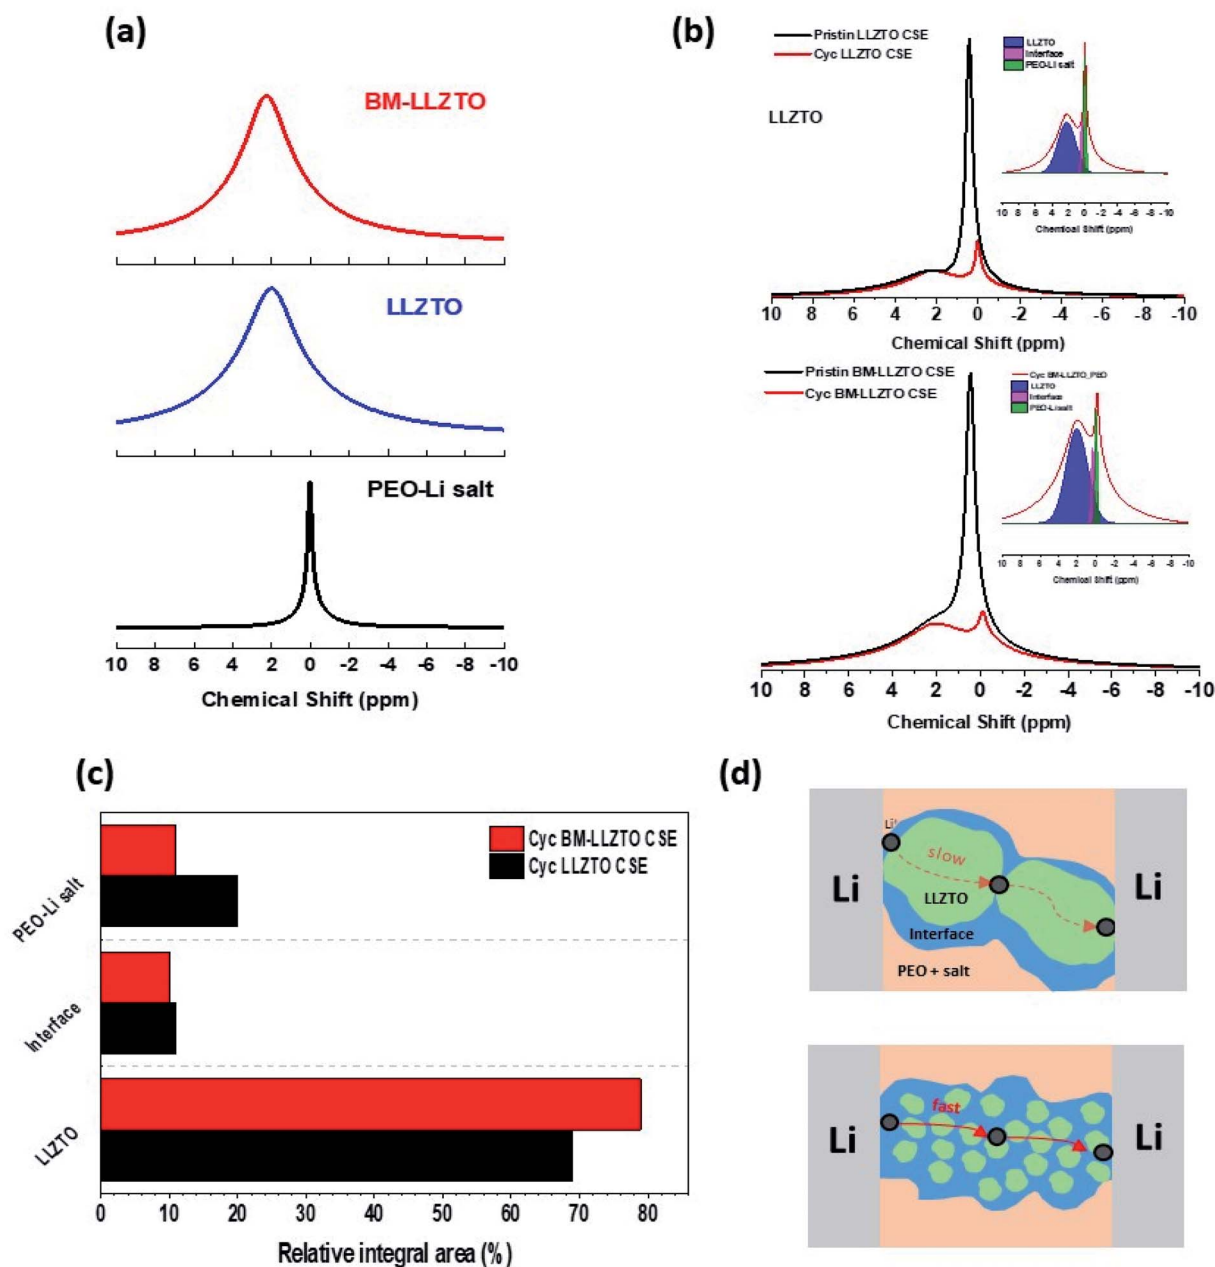 (a)
BM-LLZTO
LLZTO
PEO-Li salt
10 8 6 4 2 0 -2 -4 -6 -8 -10
Chemical Shift (ppm)
(b)
Pristin LLZTO CSE
Cyc LLZTO CSE
LLZTO
LLZTO
Interface
PEO-Li salt
10 8 6 4 2 0 -2 -4 -6 -8 -10
Chemical Shift (ppm)
10 8 6 4 2 0 -2 -4 -6 -8 -10
Chemical Shift (ppm)
Pristin BM-LLZTO CSE
Cyc BM-LLZTO CSE
Cyc BM-LLZTO_PEO
LLZTO
Interface
PEO-Li salt
10 8 6 4 2 0 -2 -4 -6 -8 -10
Chemical Shift (ppm)
10 8 6 4 2 0 -2 -4 -6 -8 -10
Chemical Shift (ppm)
(c)
Cyc BM-LLZTO CSE
Cyc LLZTO CSE
PEO-Li salt
Interface
LLZTO
0 10 20 30 40 50 60 70 80
Relative integral area (%)
(d)
Li⁺
slow
Li
LLZTO
Li
Interface
PEO + salt
fast
Li
Li